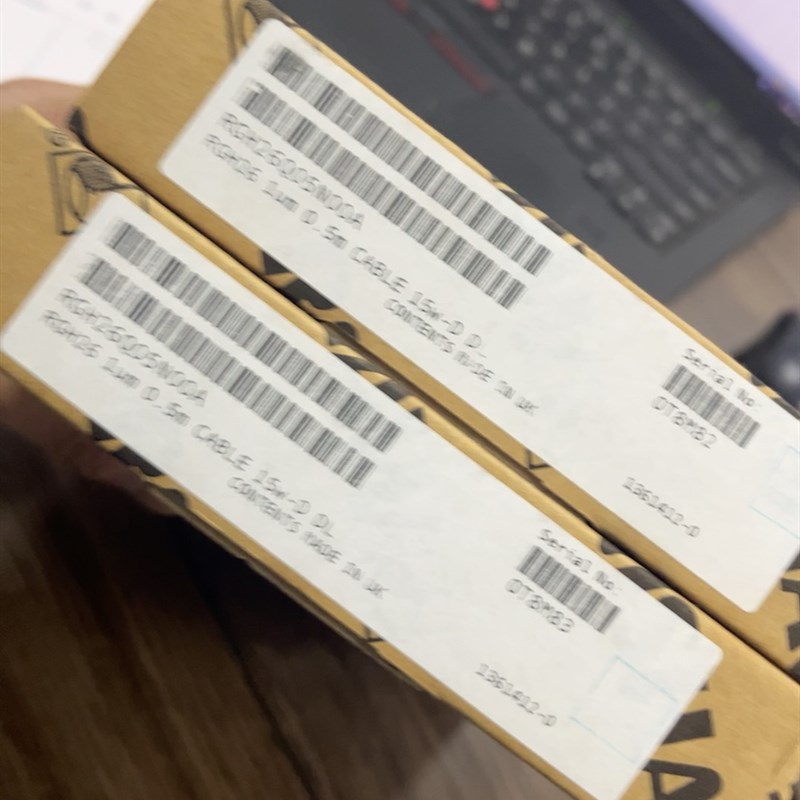 RGH26Q05N00A
RGH26 1um 0.5m CABLE 15w-D D
CONTENTS MADE IN UK
Serial No:
0T8M82
1361412-D
RGH26Q05N00A
RGH26 1um 0.5m CABLE 15w-D DL
CONTENTS MADE IN UK
Serial No:
0T8M83
1361412-D